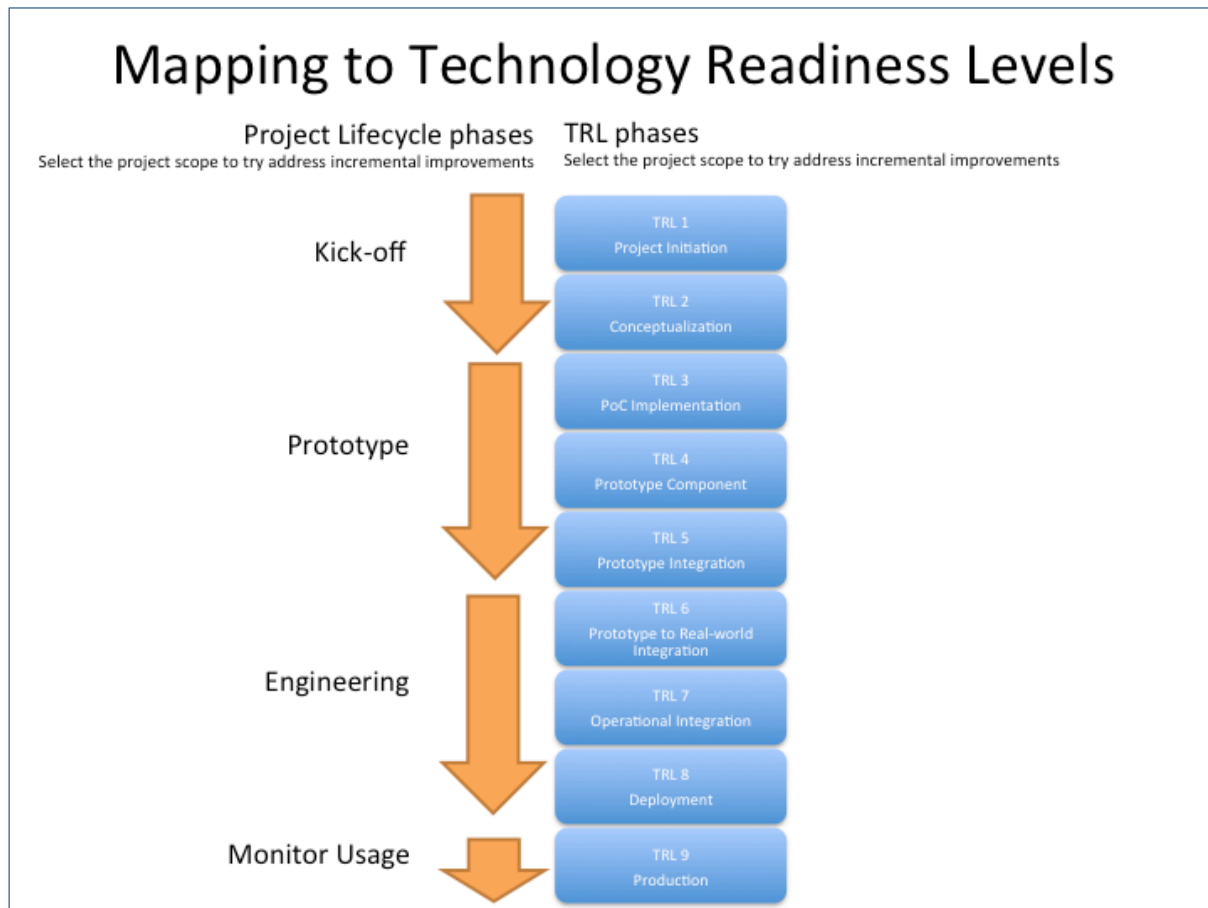 Mapping to Technology Readiness Levels
Project Lifecycle phases
Select the project scope to try address incremental improvements
TRL phases
Select the project scope to try address incremental improvements
Kick-off
Prototype
Engineering
Monitor Usage
TRL 1
Project Initiation
TRL 2
Conceptualization
TRL 3
PoC Implementation
TRL 4
Prototype Component
TRL 5
Prototype Integration
TRL 6
Prototype to Real-world
Integration
TRL 7
Operational Integration
TRL 8
Deployment
TRL 9
Production